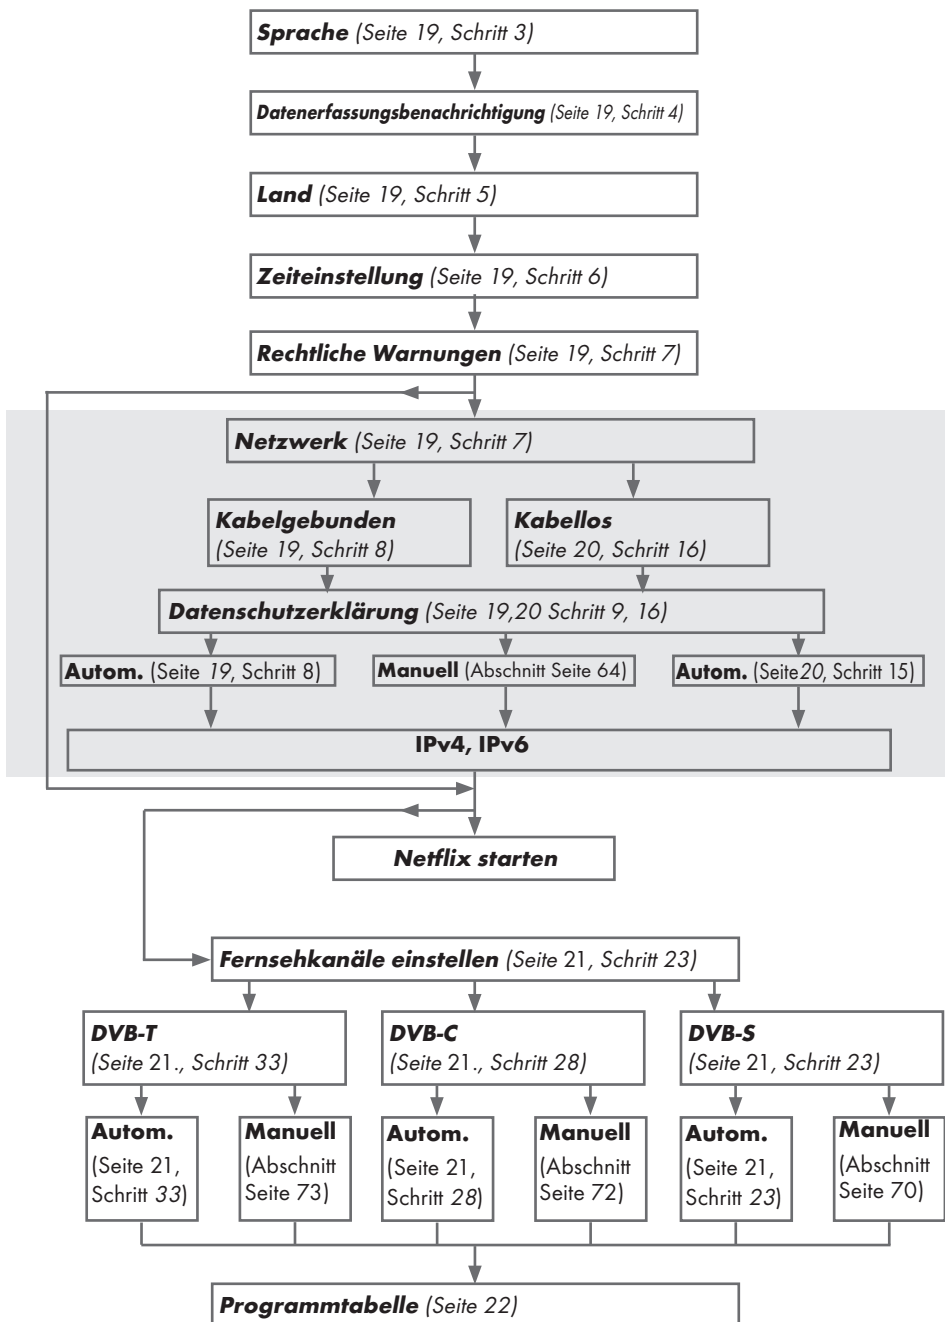 Sprache (Seite 19, Schritt 3)
Datenerfassungsbenachrichtigung (Seite 19, Schritt 4)
Land (Seite 19, Schritt 5)
Zeiteinstellung (Seite 19, Schritt 6)
Rechtliche Warnungen (Seite 19, Schritt 7)
Netzwerk (Seite 19, Schritt 7)
Kabelgebunden
(Seite 19, Schritt 8)
Kabellos
(Seite 20, Schritt 16)
Datenschutzerklärung (Seite 19,20 Schritt 9, 16)
Autom. (Seite 19, Schritt 8)
Manuell (Abschnitt Seite 64)
Autom. (Seite20, Schritt 15)
IPv4, IPv6
Netflix starten
Fernsehkanäle einstellen (Seite 21, Schritt 23)
DVB-T
(Seite 21., Schritt 33)
DVB-C
(Seite 21., Schritt 28)
DVB-S
(Seite 21, Schritt 23)
Autom.
(Seite 21,
Schritt 33)
Manuell
(Abschnitt
Seite 73)
Autom.
(Seite 21,
Schritt 28)
Manuell
(Abschnitt
Seite 72)
Autom.
(Seite 21,
Schritt 23)
Manuell
(Abschnitt
Seite 70)
Programmtabelle (Seite 22)